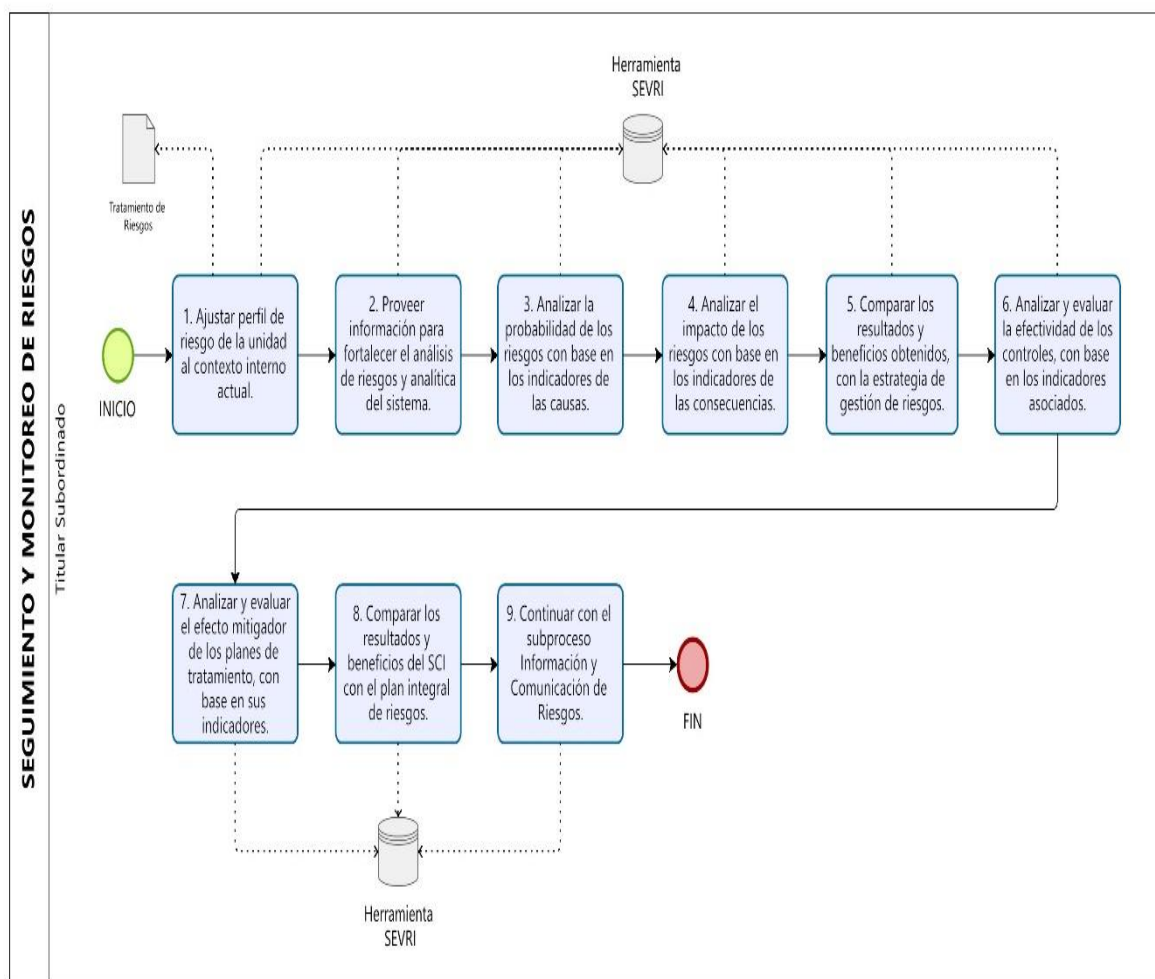 SEGUIMIENTO Y MONITOREO DE RIESGOS
Titular Subordinado
Herramienta
SEVRI
Tratamiento de
Riesgos
INICIO
1. Ajustar perfil de
riesgo de la unidad
al contexto interno
actual.
2. Proveer
información para
fortalecer el análisis
de riesgos y analítica
del sistema.
3. Analizar la
probabilidad de los
riesgos con base en
los indicadores de
las causas.
4. Analizar el
impacto de los
riesgos con base en
los indicadores de
las consecuencias.
5. Comparar los
resultados y
beneficios obtenidos,
con la estrategia de
gestión de riesgos.
6. Analizar y evaluar
la efectividad de los
controles, con base
en los indicadores
asociados.
7. Analizar y evaluar
el efecto mitigador
de los planes de
tratamiento, con
base en sus
indicadores.
8. Comparar los
resultados y
beneficios del SCI
con el plan integral
de riesgos.
9. Continuar con el
subproceso
Información y
Comunicación de
Riesgos.
FIN
Herramienta
SEVRI